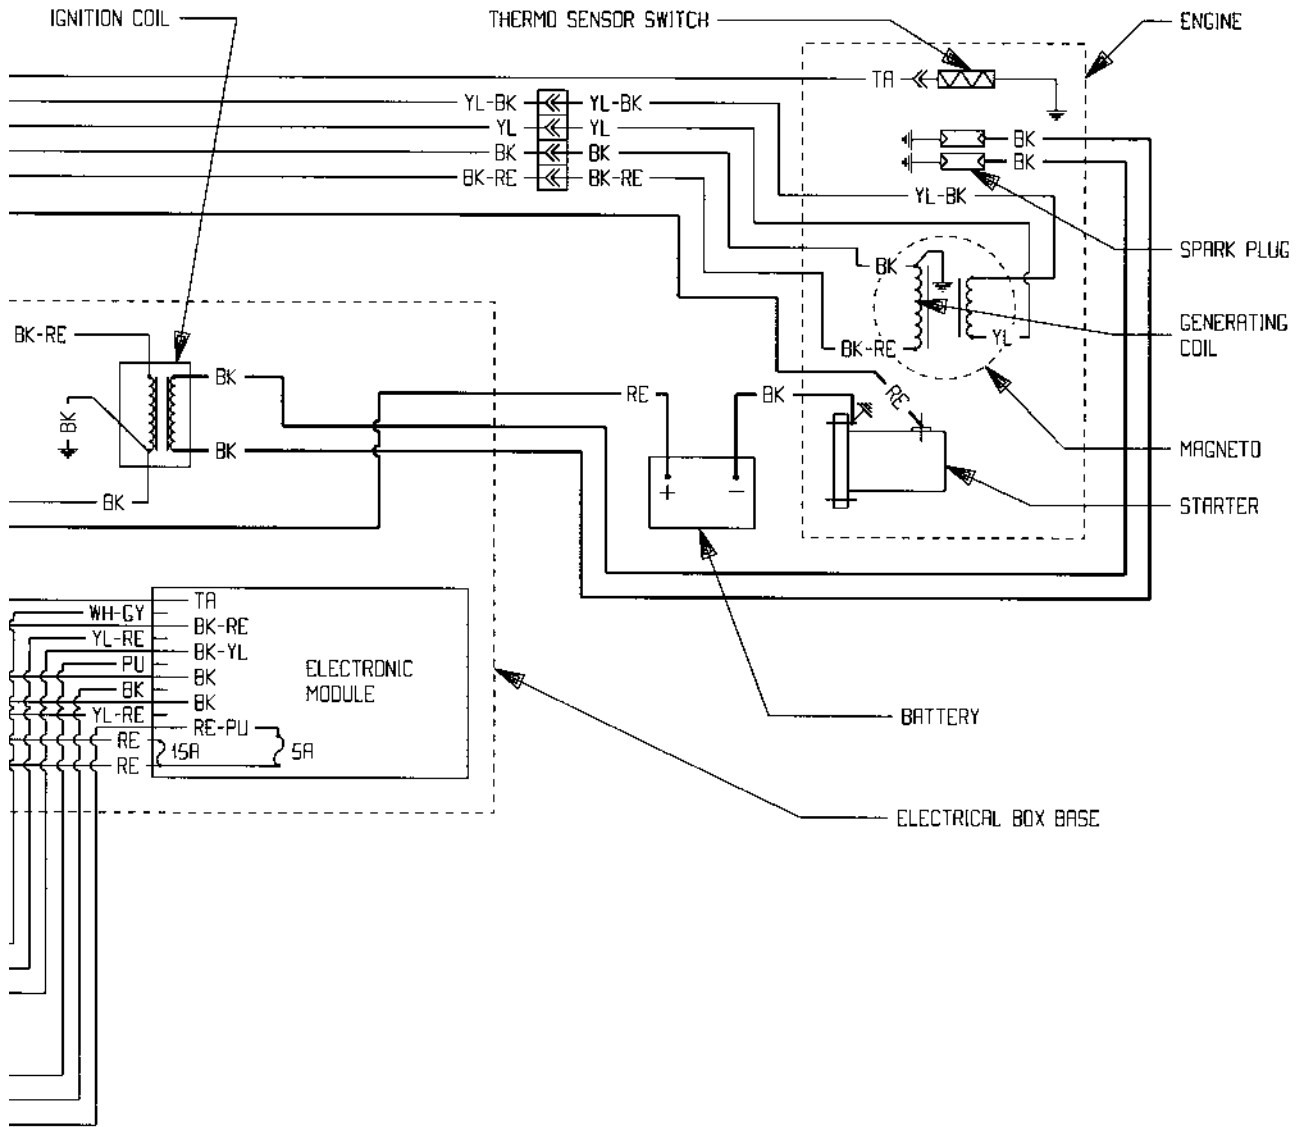 IGNITION COIL
THERMO SENSOR SWITCH
ENGINE
TA
YL-BK
YL-BK
YL
YL
BK
BK
BK
BK
BK-RE
BK-RE
YL-BK
SPARK PLUG
BK
BK-RE
GENERATING
COIL
BK-RE
YL
BK
RE
BK
RE
BK
BK
MAGNETO
BK
STARTER
+
-
TA
WH-GY
BK-RE
YL-RE
BK-YL
PU
BK
BK
BK
YL-RE
RE-PU
RE
15A
5A
RE
ELECTRONIC
MODULE
BATTERY
ELECTRICAL BOX BASE